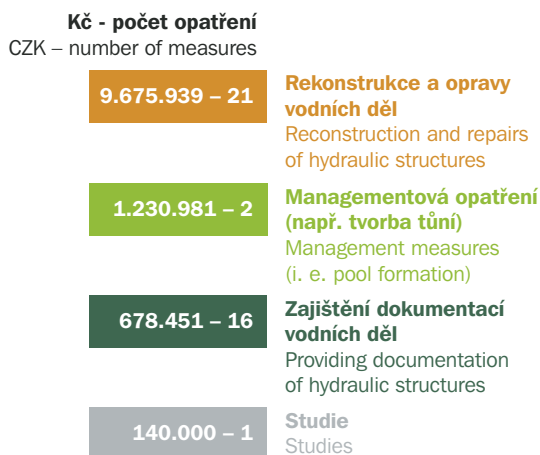 Kč - počet opatření
CZK – number of measures
9.675.939 – 21
Rekonstrukce a opravy
vodních děl
Reconstruction and repairs
of hydraulic structures
1.230.981 – 2
Managementová opatření
(např. tvorba tůní)
Management measures
(i. e. pool formation)
678.451 – 16
Zajištění dokumentací
vodních děl
Providing documentation
of hydraulic structures
140.000 – 1
Studie
Studies